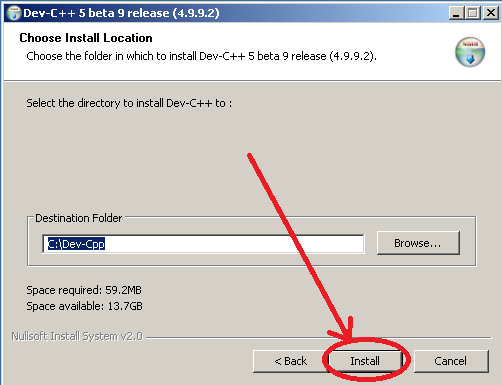 Dev-C++ 5 beta 9 release (4.9.9.2)
Choose Install Location
Choose the folder in which to install Dev-C++ 5 beta 9 release (4.9.9.2).
Select the directory to install Dev-C++ to :
Destination Folder
C:\Dev-Cpp
Browse...
Space required: 59.2MB
Space available: 13.7GB
Nullsoft Install System v2.0
< Back Install Cancel